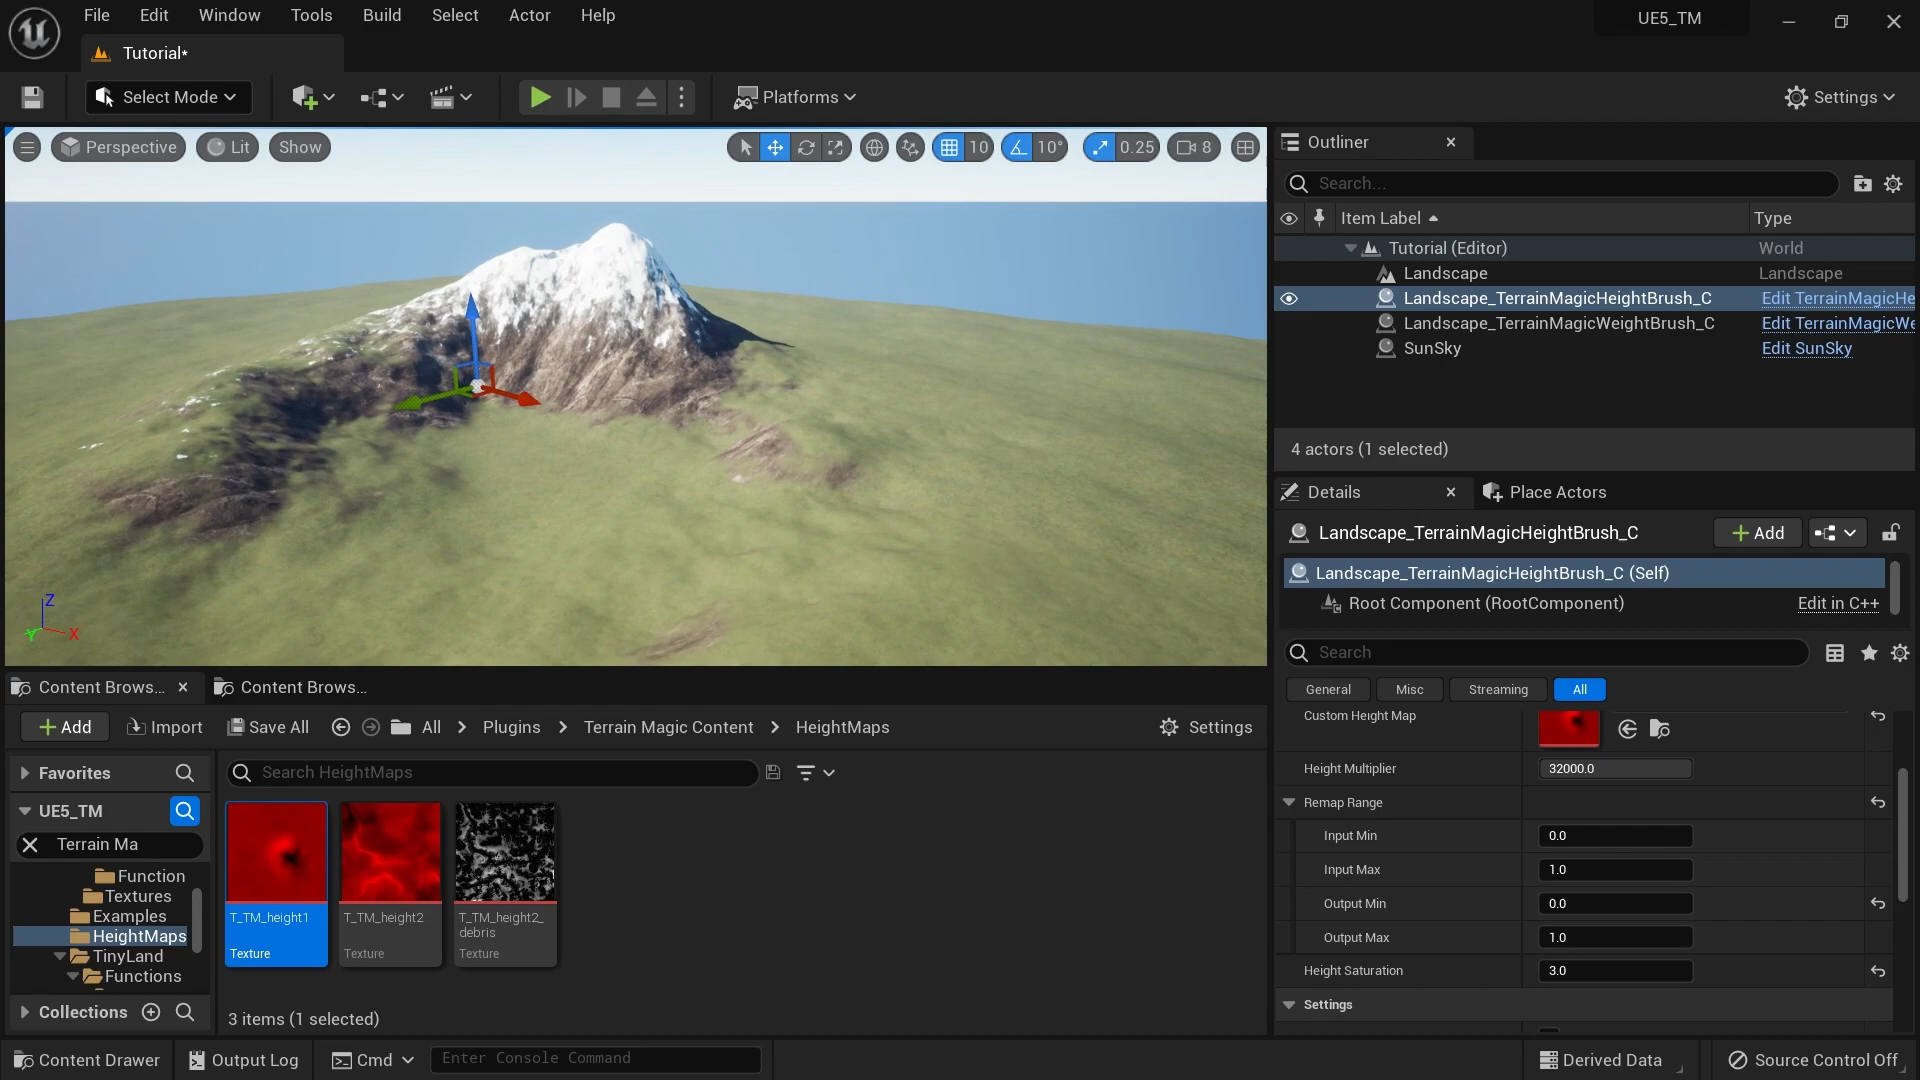 File Edit Window Tools Build Select Actor Help
UE5_TM
Tutorial*
Select Mode
Platforms
Settings
Perspective Lit Show
10 10° 0.25 8
Z
Y X
Outliner
Search...
Item Label Type
Tutorial (Editor) World
Landscape Landscape
Landscape_TerrainMagicHeightBrush_C Edit TerrainMagicHe
Landscape_TerrainMagicWeightBrush_C Edit TerrainMagicWe
SunSky Edit SunSky
4 actors (1 selected)
Details Place Actors
Landscape_TerrainMagicHeightBrush_C Add
Landscape_TerrainMagicHeightBrush_C (Self)
Root Component (RootComponent) Edit in C++
Search
General Misc Streaming All
Custom Height Map
Height Multiplier 32000.0
Remap Range
Input Min 0.0
Input Max 1.0
Output Min 0.0
Output Max 1.0
Height Saturation 3.0
Settings
Content Brows... Content Brows...
Add Import Save All All Plugins Terrain Magic Content HeightMaps Settings
Favorites
UE5_TM
Terrain Ma
Function
Textures
Examples
HeightMaps
TinyLand
Functions
Collections
Search HeightMaps
T_TM_height1
Texture
T_TM_height2
Texture
T_TM_height2_
debris
Texture
3 items (1 selected)
Content Drawer Output Log Cmd Enter Console Command Derived Data Source Control Off